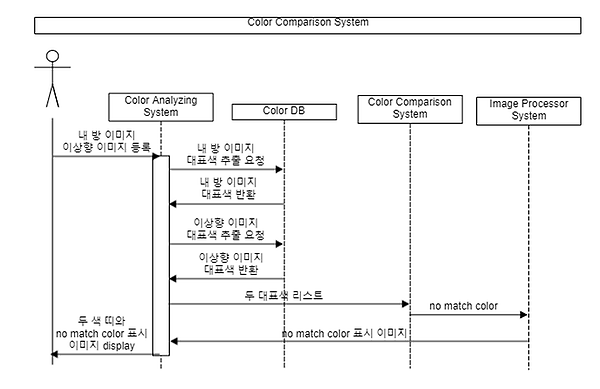 Color Comparison System
Color Analyzing
System
Color DB
Color Comparison
System
Image Processor
System
내 방 이미지
이상향 이미지 등록
내 방 이미지
대표색 추출 요청
내 방 이미지
대표색 반환
이상향 이미지
대표색 추출 요청
이상향 이미지
대표색 반환
두 대표색 리스트
no match color
no match color 표시 이미지
두 색 띠와
no match color 표시
이미지 display